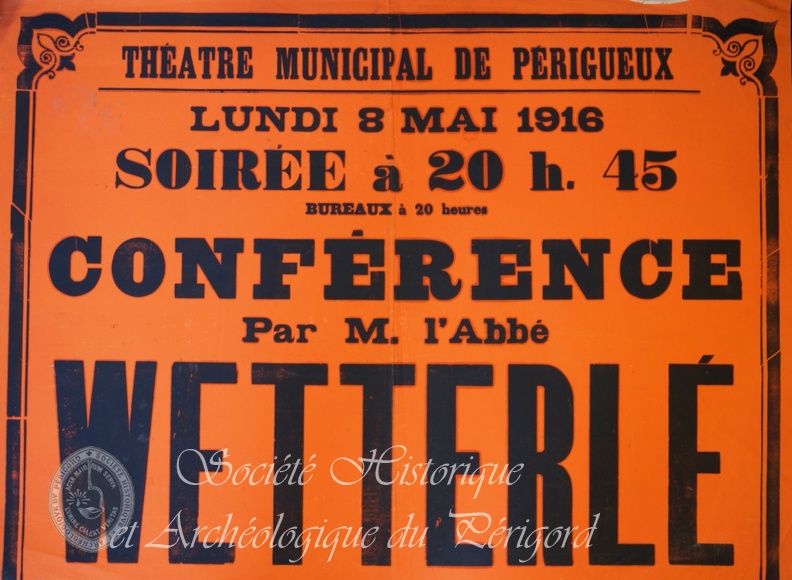 THÉATRE MUNICIPAL DE PÉRIGUEUX
LUNDI 8 MAI 1916
SOIRÉE à 20 h. 45
BUREAUX à 20 heures
CONFÉRENCE
Par M. l'Abbé
WETTERLÉ
Société Historique
et Archéologique du Périgord